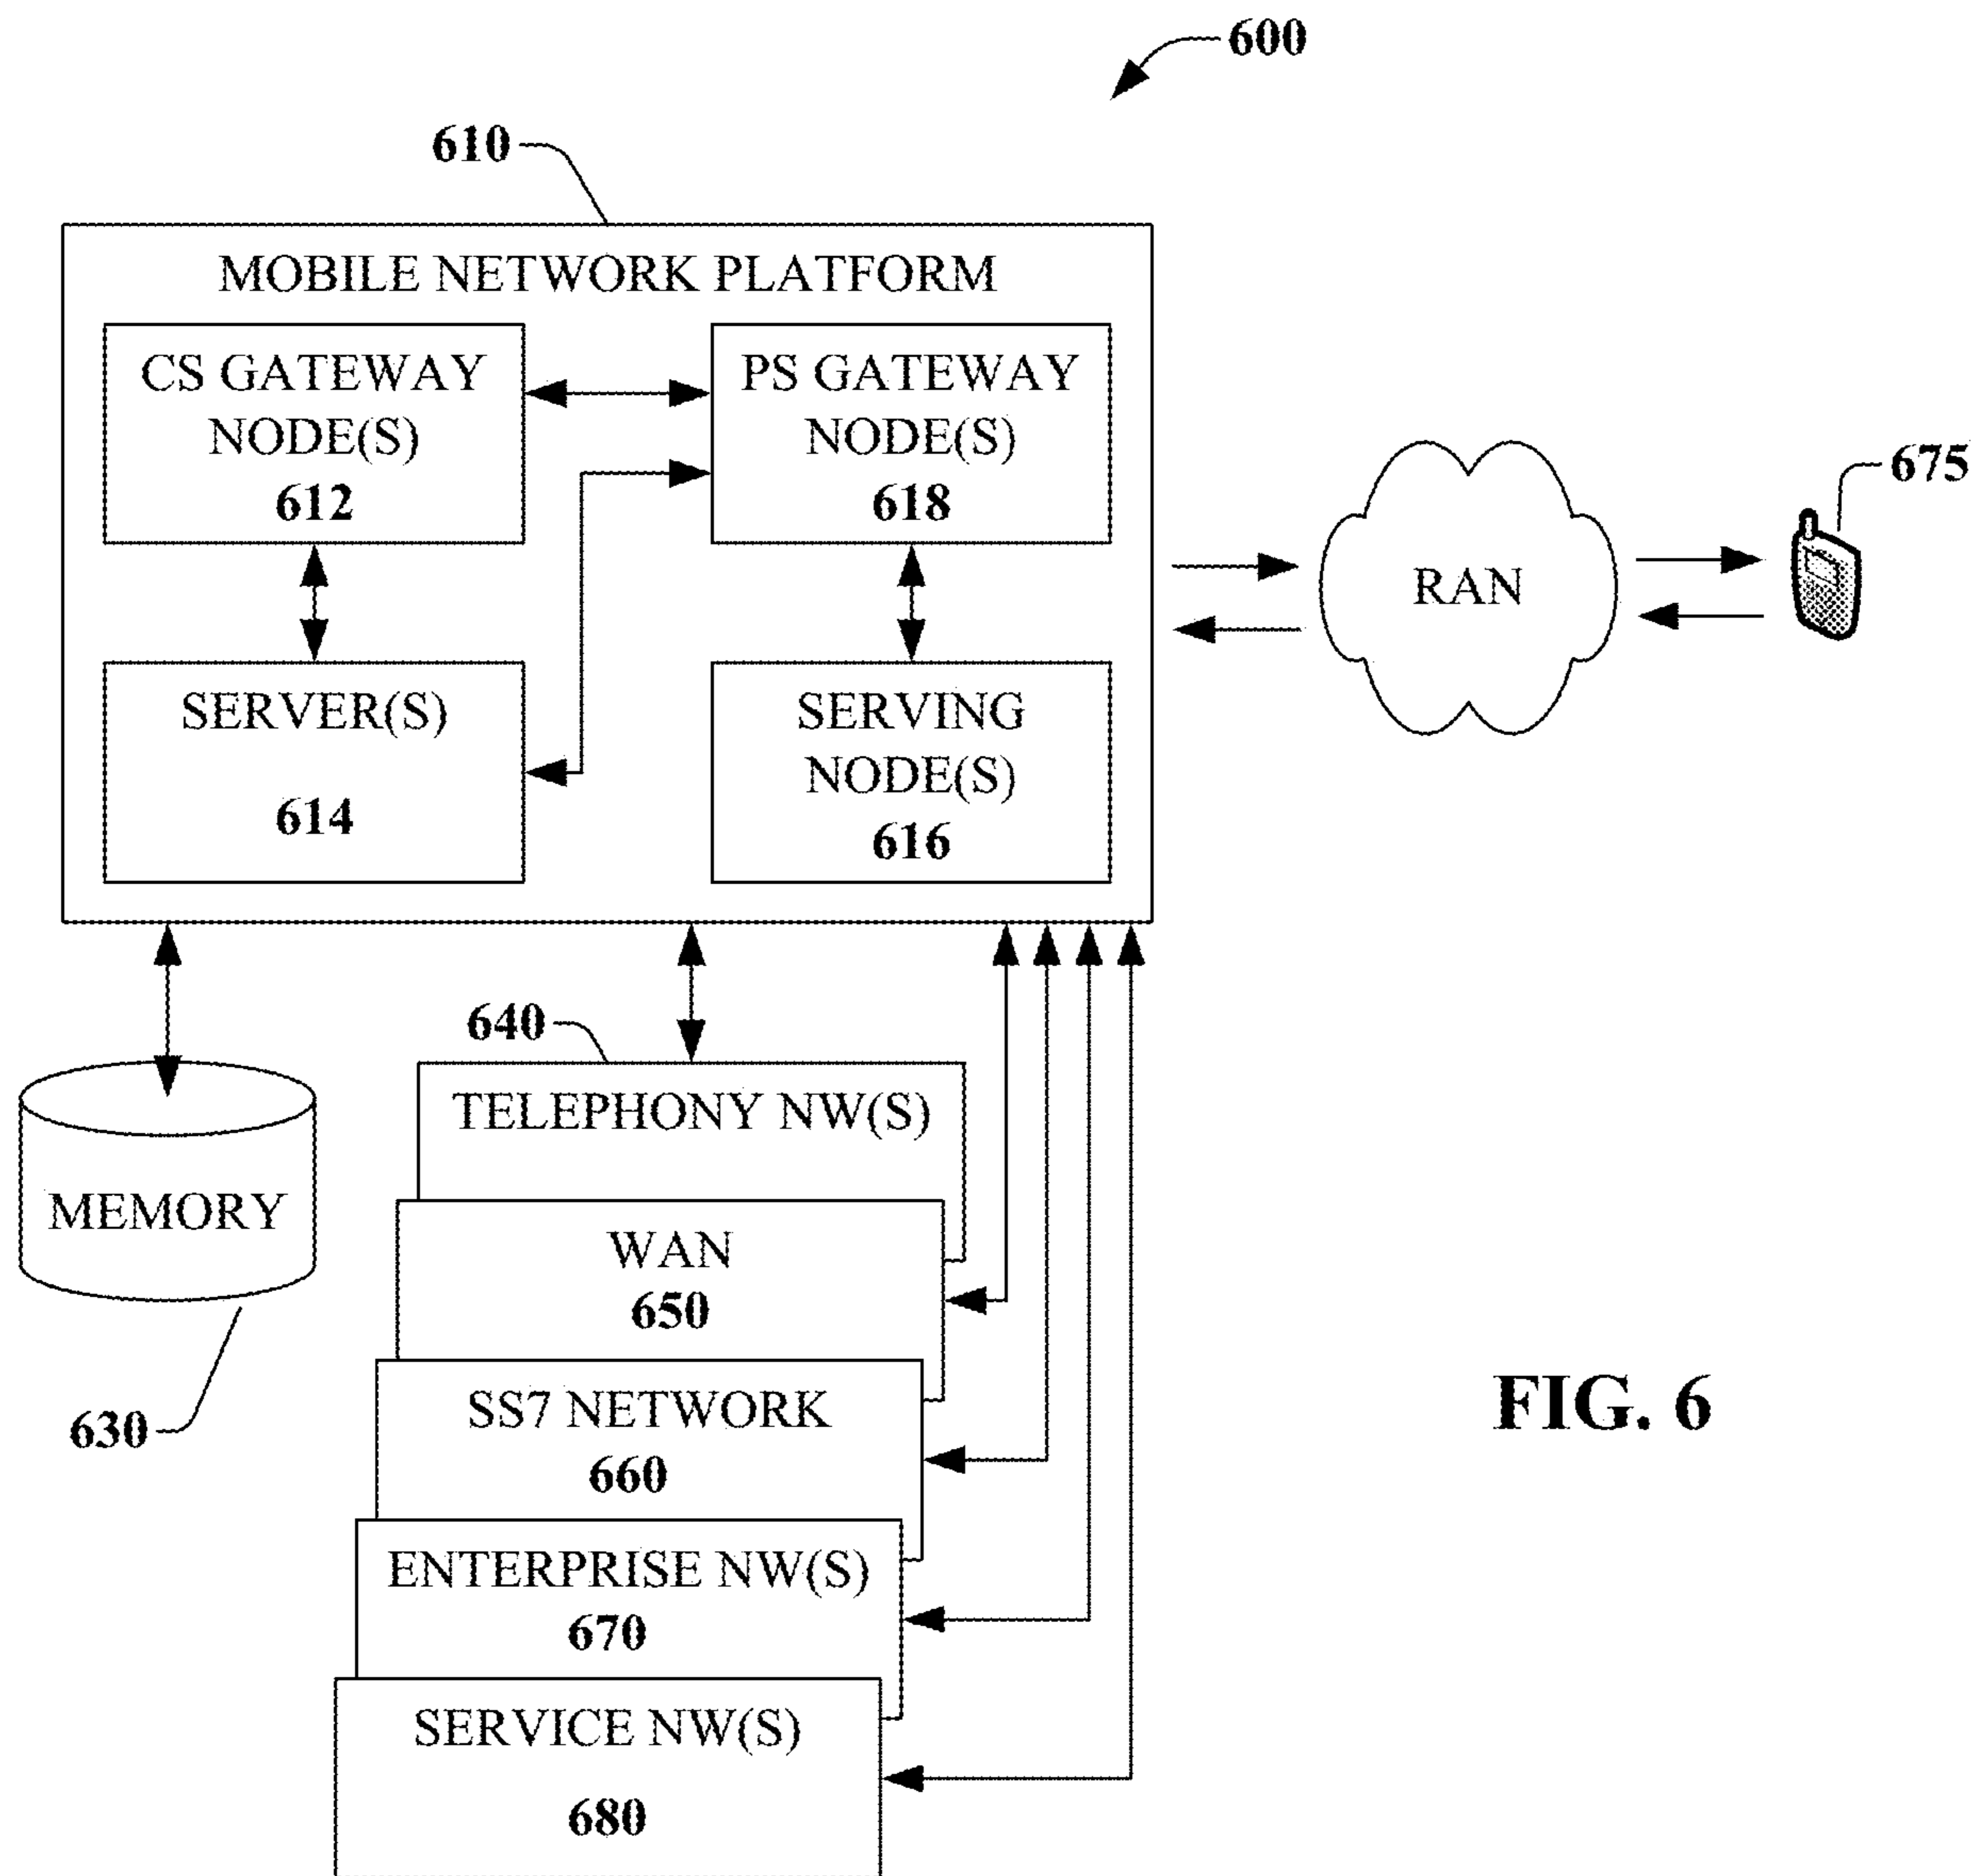 600
610
MOBILE NETWORK PLATFORM
CS GATEWAY
NODE(S)
612
PS GATEWAY
NODE(S)
618
SERVER(S)
614
SERVING
NODE(S)
616
RAN
675
640
TELEPHONY NW(S)
MEMORY
630
WAN
650
SS7 NETWORK
660
ENTERPRISE NW(S)
670
SERVICE NW(S)
680
FIG. 6